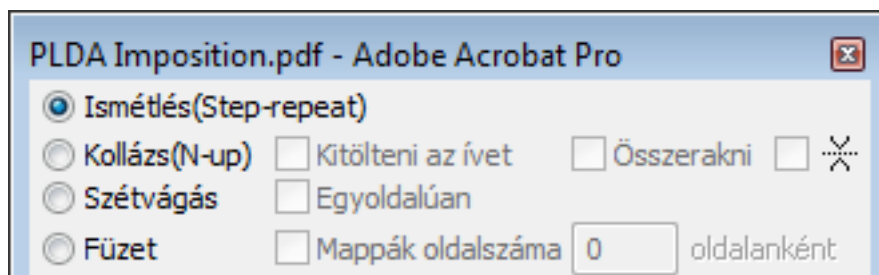 PLDA Imposition.pdf - Adobe Acrobat Pro
Ismétlés(Step-repeat)
Kollázs(N-up) Kitölteni az ívet Összerakni
Szétvágás Egyoldalúan
Füzet Mappák oldalszáma 0 oldalanként